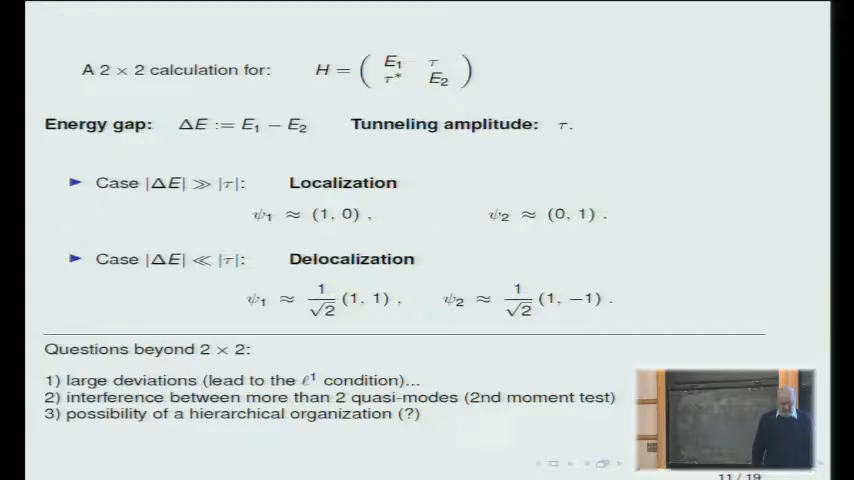 A 2 × 2 calculation for: H = ( E₁ τ
τ* E₂ )
Energy gap: ΔE := E₁ − E₂ Tunneling amplitude: τ.
► Case |ΔE| ≫ |τ|: Localization
ψ₁ ≈ (1, 0) , ψ₂ ≈ (0, 1) .
► Case |ΔE| ≪ |τ|: Delocalization
ψ₁ ≈ 1/√2 (1, 1) , ψ₂ ≈ 1/√2 (1, −1) .
Questions beyond 2 × 2:
1) large deviations (lead to the ℓ¹ condition)...
2) interference between more than 2 quasi-modes (2nd moment test)
3) possibility of a hierarchical organization (?)
11 / 19